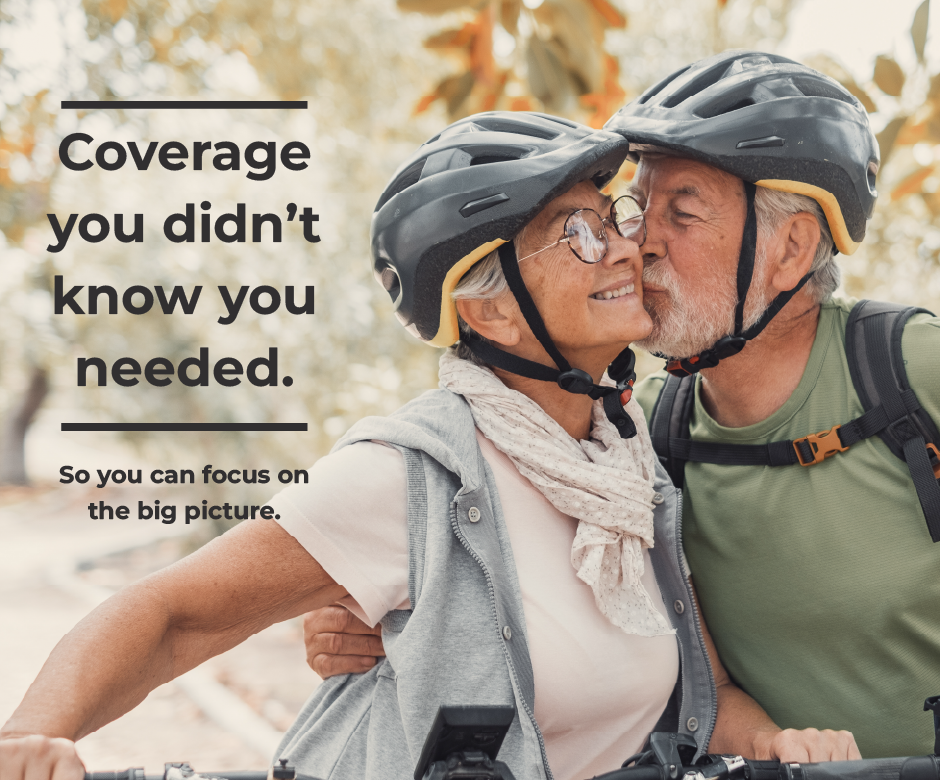 Coverage
you didn’t
know you
needed.
So you can focus on
the big picture.